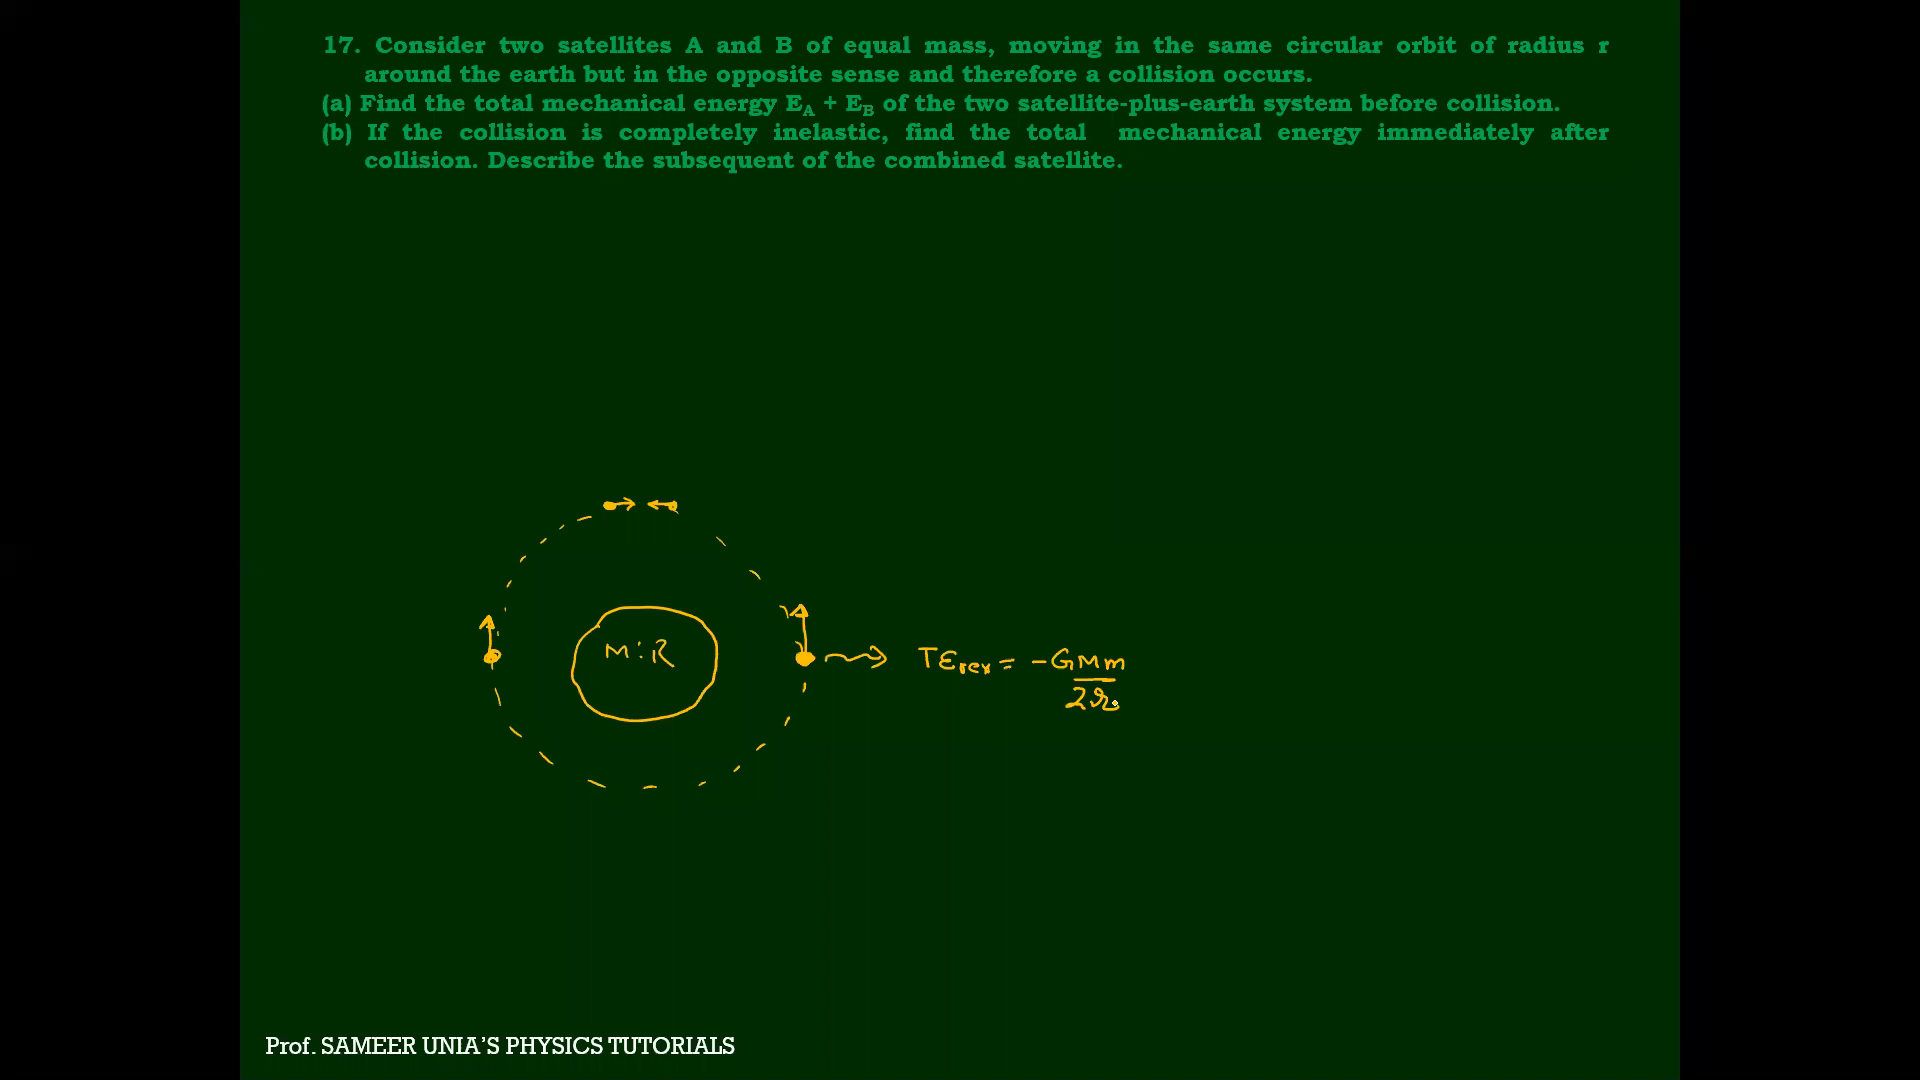 17. Consider two satellites A and B of equal mass, moving in the same circular orbit of radius r
around the earth but in the opposite sense and therefore a collision occurs.
(a) Find the total mechanical energy EA + EB of the two satellite-plus-earth system before collision.
(b) If the collision is completely inelastic, find the total mechanical energy immediately after
collision. Describe the subsequent of the combined satellite.
M:R
= -GMm
2r
Prof. SAMEER UNIA'S PHYSICS TUTORIALS